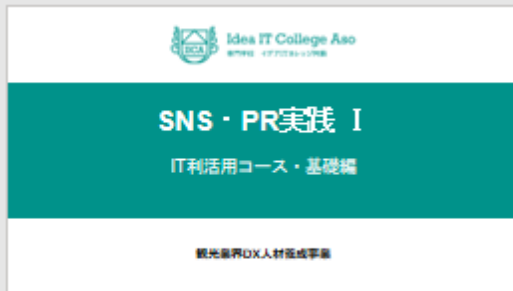 Idea IT College Aso
専門学校 イデアITカレッジ阿蘇
SNS・PR実践 Ⅰ
IT利活用コース・基礎編
観光業界DX人材養成事業